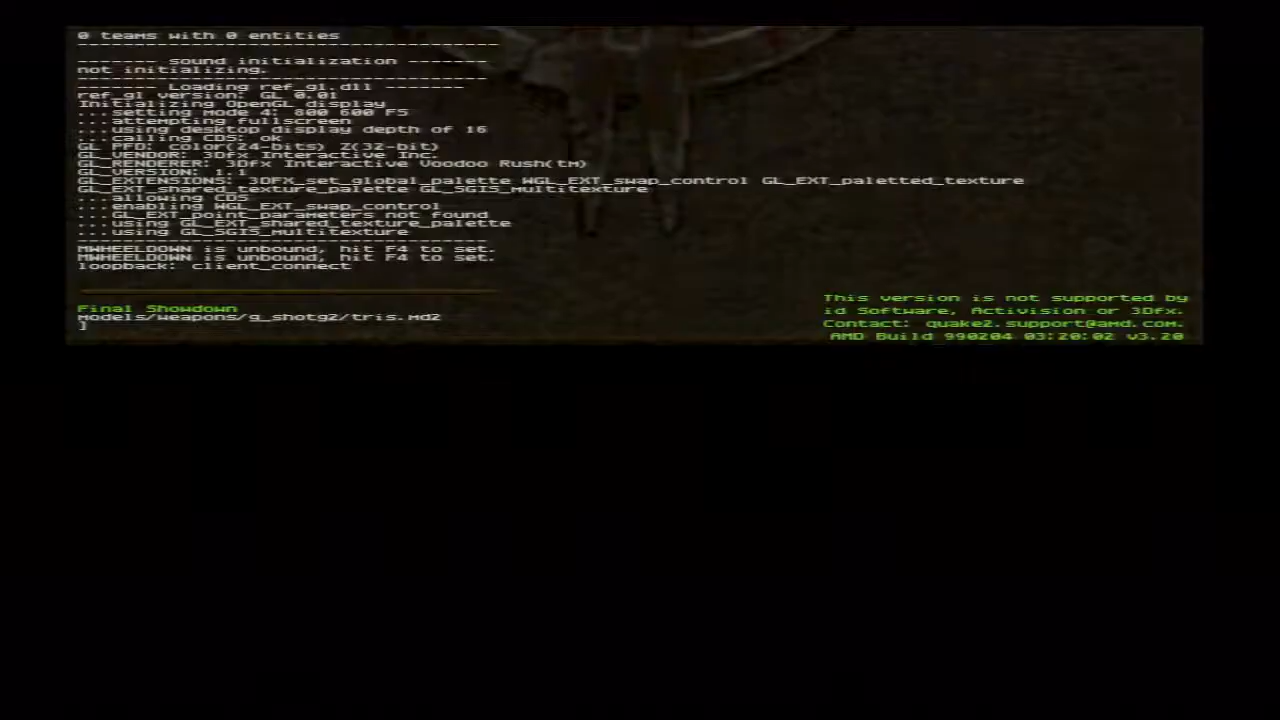 0 teams with 0 entities
-------------------------------------
------- sound initialization -------
not initializing.
------------------------------------
------- Loading ref_gl.dll -------
ref_gl version: GL 0.01
Initializing OpenGL display
...setting mode 4: 800 600 FS
...attempting fullscreen
...using desktop display depth of 16
...calling CDS: ok
GL PFD: color(24-bits) Z(32-bit)
GL_VENDOR: 3Dfx Interactive Inc.
GL_RENDERER: 3Dfx Interactive Voodoo Rush(tm)
GL_VERSION: 1.1
GL_EXTENSIONS: 3DFX_set_global_palette WGL_EXT_swap_control GL_EXT_paletted_texture
GL_EXT_shared_texture_palette GL_SGIS_multitexture
...allowing CDS
...enabling WGL_EXT_swap_control
...GL_EXT_point_parameters not found
...using GL_EXT_shared_texture_palette
...using GL_SGIS_multitexture
------------------------------------
MWHEELDOWN is unbound, hit F4 to set.
MWHEELDOWN is unbound, hit F4 to set.
loopback: client_connect
Final Showdown
models/weapons/g_shotg2/tris.md2
]
This version is not supported by
id Software, Activision or 3Dfx.
Contact: quake2.support@amd.com.
AMD Build 990204 03:20:02 v3.20